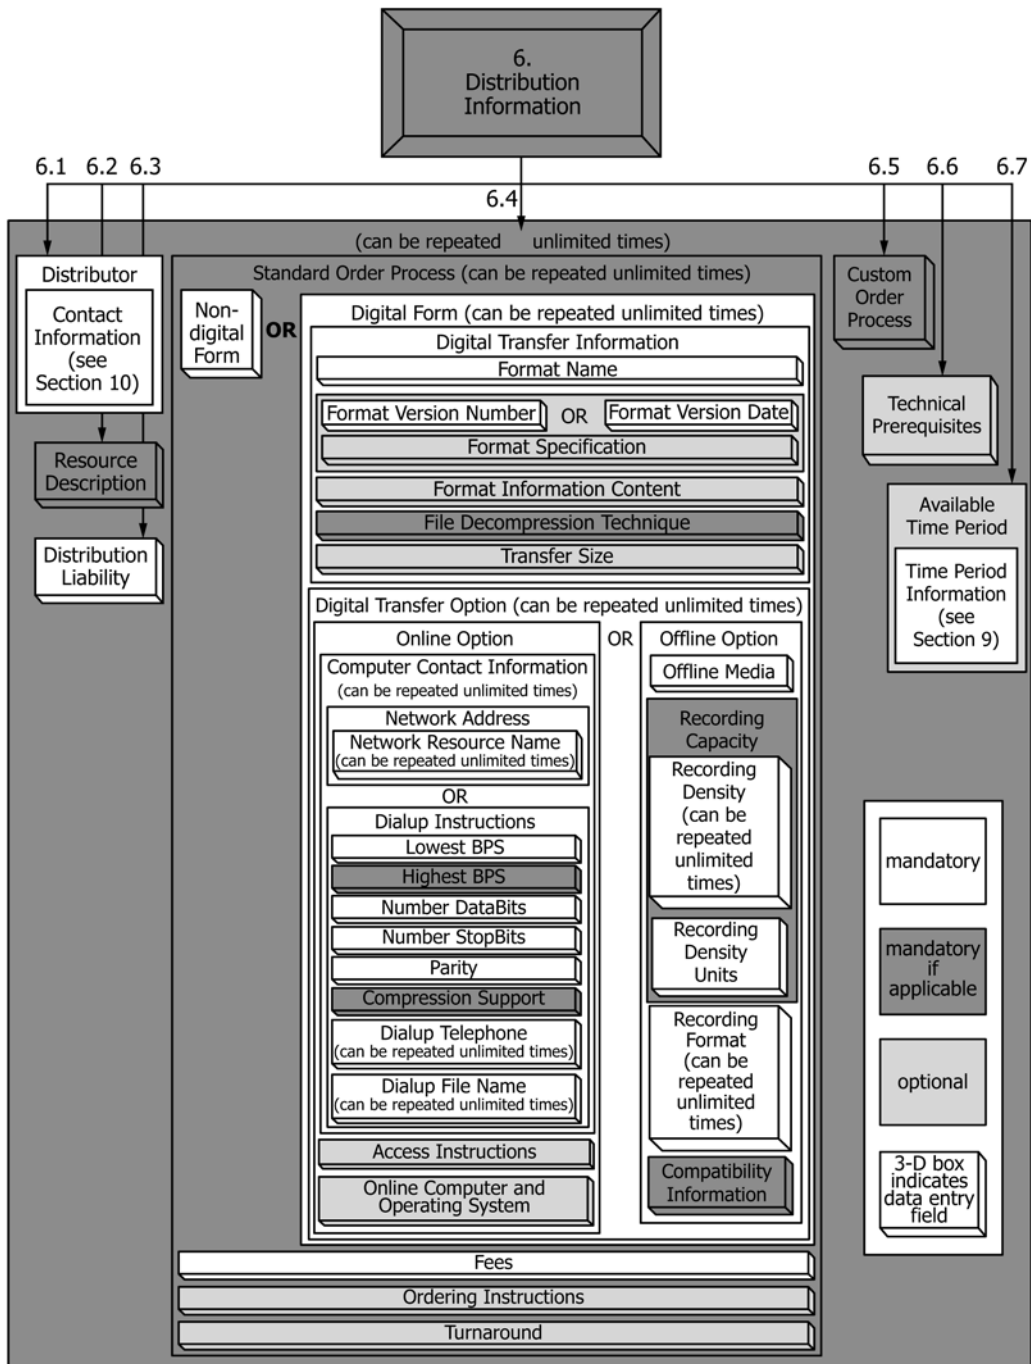 6.
Distribution
Information
6.1
6.2
6.3
6.4
6.5
6.6
6.7
(can be repeated unlimited times)
Distributor
Contact
Information
(see
Section 10)
Resource
Description
Distribution
Liability
Standard Order Process (can be repeated unlimited times)
Non-
digital
Form
OR
Digital Form (can be repeated unlimited times)
Digital Transfer Information
Format Name
Format Version Number
OR
Format Version Date
Format Specification
Format Information Content
File Decompression Technique
Transfer Size
Digital Transfer Option (can be repeated unlimited times)
Online Option
Computer Contact Information
(can be repeated unlimited times)
Network Address
Network Resource Name
(can be repeated unlimited times)
OR
Dialup Instructions
Lowest BPS
Highest BPS
Number DataBits
Number StopBits
Parity
Compression Support
Dialup Telephone
(can be repeated unlimited times)
Dialup File Name
(can be repeated unlimited times)
Access Instructions
Online Computer and
Operating System
OR
Offline Option
Offline Media
Recording
Capacity
Recording
Density
(can be
repeated
unlimited
times)
Recording
Density
Units
Recording
Format
(can be
repeated
unlimited
times)
Compatibility
Information
Fees
Ordering Instructions
Turnaround
Custom
Order
Process
Technical
Prerequisites
Available
Time Period
Time Period
Information
(see
Section 9)
mandatory
mandatory
if
applicable
optional
3-D box
indicates
data entry
field